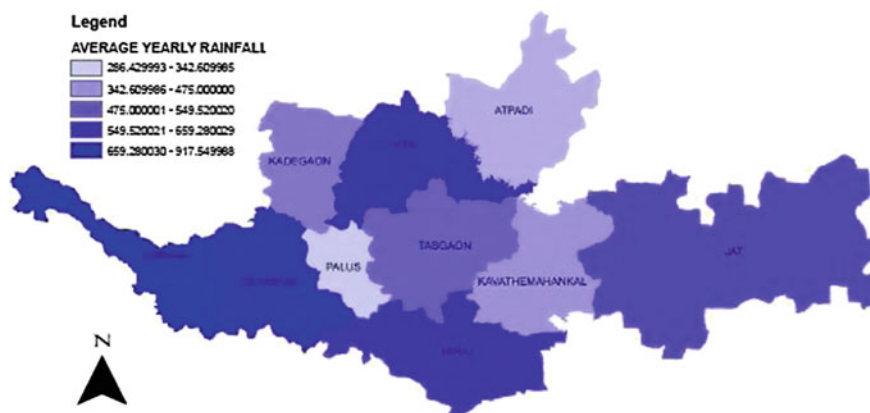 Legend
AVERAGE YEARLY RAINFALL
286.429993 - 342.609985
342.609986 - 475.000000
475.000001 - 549.520020
549.520021 - 659.280029
659.280030 - 917.549988
ATPADI
KADEGAON
TASGAON
JAT
PALUS
KAVATHEMAHANKAL
MIRAJ
N